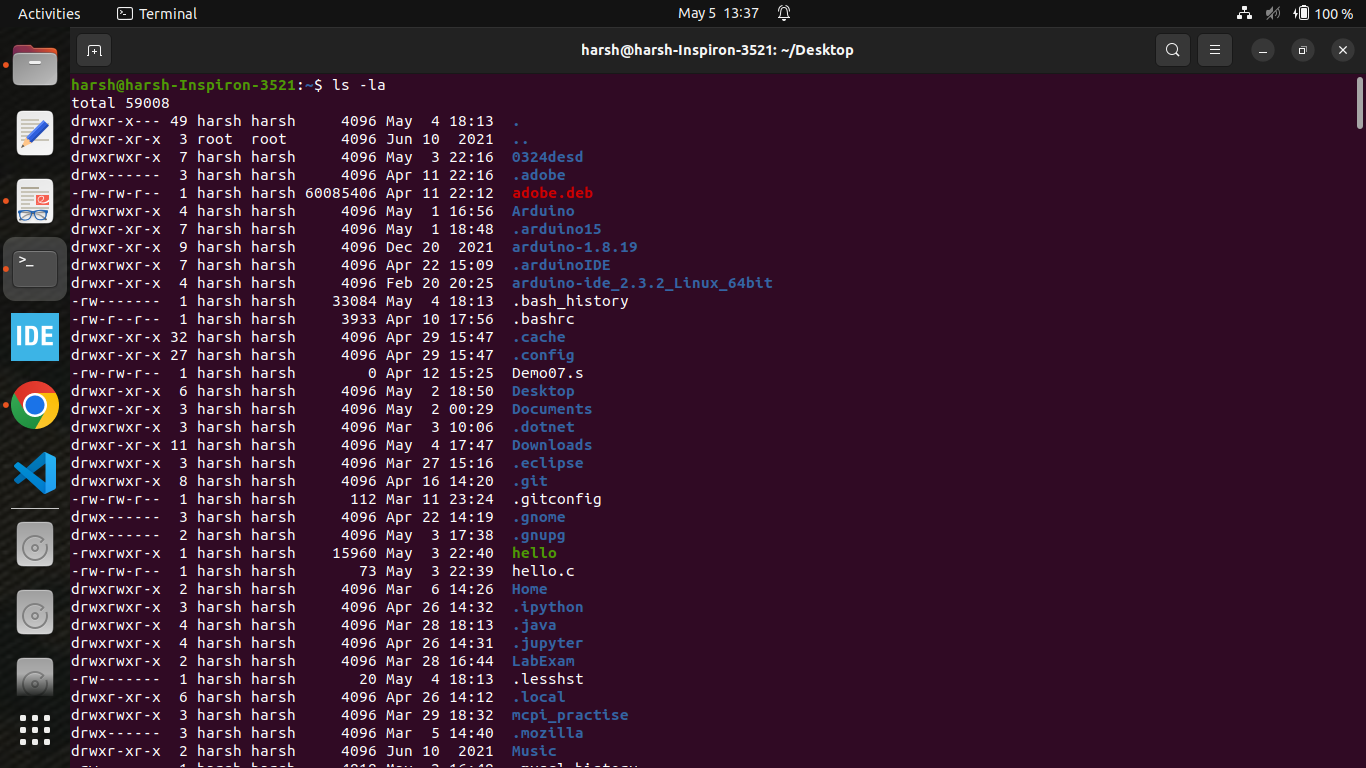 Activities Terminal May 5 13:37 100 %
harsh@harsh-Inspiron-3521: ~/Desktop
harsh@harsh-Inspiron-3521:~$ ls -la
total 59008
drwxr-x--- 49 harsh harsh     4096 May  4 18:13  .
drwxr-xr-x  3 root  root      4096 Jun 10  2021  ..
drwxrwxr-x  7 harsh harsh     4096 May  3 22:16  0324desd
drwx------  3 harsh harsh     4096 Apr 11 22:16  .adobe
-rw-rw-r--  1 harsh harsh 60085406 Apr 11 22:12  adobe.deb
drwxrwxr-x  4 harsh harsh     4096 May  1 16:56  Arduino
drwxr-xr-x  7 harsh harsh     4096 May  1 18:48  .arduino15
drwxr-xr-x  9 harsh harsh     4096 Dec 20  2021  arduino-1.8.19
drwxrwxr-x  7 harsh harsh     4096 Apr 22 15:09  .arduinoIDE
drwxr-xr-x  4 harsh harsh     4096 Feb 20 20:25  arduino-ide_2.3.2_Linux_64bit
-rw-------  1 harsh harsh    33084 May  4 18:13  .bash_history
-rw-r--r--  1 harsh harsh     3933 Apr 10 17:56  .bashrc
drwxr-xr-x 32 harsh harsh     4096 Apr 29 15:47  .cache
drwxr-xr-x 27 harsh harsh     4096 Apr 29 15:47  .config
-rw-rw-r--  1 harsh harsh        0 Apr 12 15:25  Demo07.s
drwxr-xr-x  6 harsh harsh     4096 May  2 18:50  Desktop
drwxr-xr-x  3 harsh harsh     4096 May  2 00:29  Documents
drwxrwxr-x  3 harsh harsh     4096 Mar  3 10:06  .dotnet
drwxr-xr-x 11 harsh harsh     4096 May  4 17:47  Downloads
drwxrwxr-x  3 harsh harsh     4096 Mar 27 15:16  .eclipse
drwxrwxr-x  8 harsh harsh     4096 Apr 16 14:20  .git
-rw-rw-r--  1 harsh harsh      112 Mar 11 23:24  .gitconfig
drwx------  3 harsh harsh     4096 Apr 22 14:19  .gnome
drwx------  2 harsh harsh     4096 May  3 17:38  .gnupg
-rwxrwxr-x  1 harsh harsh    15960 May  3 22:40  hello
-rw-rw-r--  1 harsh harsh       73 May  3 22:39  hello.c
drwxrwxr-x  2 harsh harsh     4096 Mar  6 14:26  Home
drwxrwxr-x  3 harsh harsh     4096 Apr 26 14:32  .ipython
drwxrwxr-x  4 harsh harsh     4096 Mar 28 18:13  .java
drwxrwxr-x  4 harsh harsh     4096 Apr 26 14:31  .jupyter
drwxrwxr-x  2 harsh harsh     4096 Mar 28 16:44  LabExam
-rw-------  1 harsh harsh       20 May  4 18:13  .lesshst
drwxr-xr-x  6 harsh harsh     4096 Apr 26 14:12  .local
drwxrwxr-x  3 harsh harsh     4096 Mar 29 18:32  mcpi_practise
drwx------  3 harsh harsh     4096 Mar  5 14:40  .mozilla
drwxr-xr-x  2 harsh harsh     4096 Jun 10  2021  Music
IDE